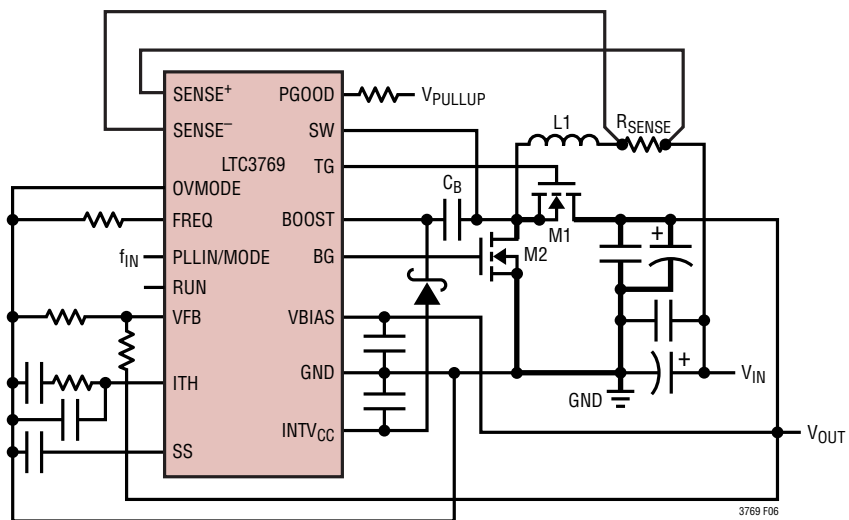 SENSE+
SENSE−
LTC3769
OVMODE
FREQ
fIN
PLLIN/MODE
RUN
VFB
ITH
SS
PGOOD
SW
TG
BOOST
BG
VBIAS
GND
INTVCC
VPULLUP
L1
RSENSE
CB
M1
M2
+
+
GND
VIN
VOUT
3769 F06